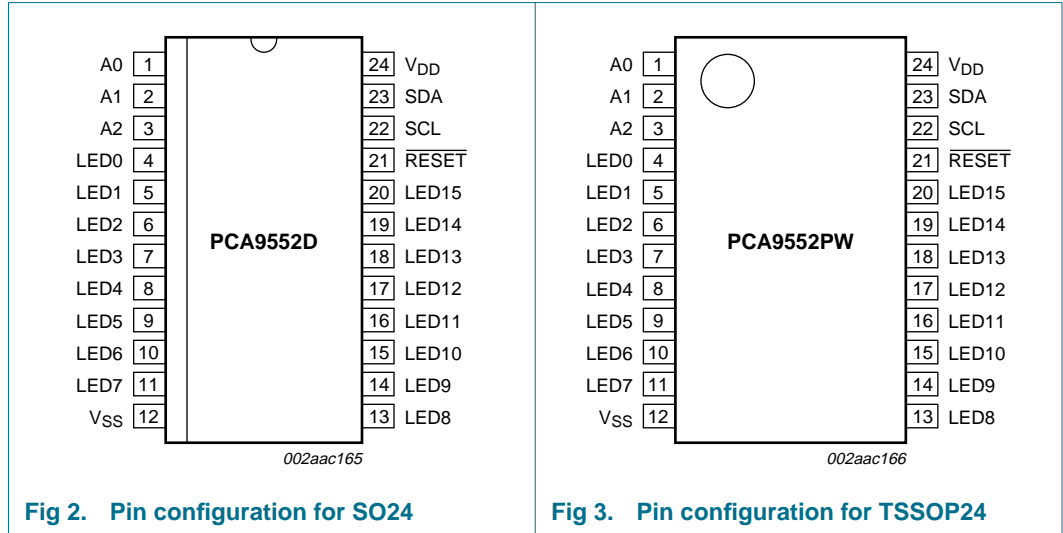 A0 1
A1 2
A2 3
LED0 4
LED1 5
LED2 6
LED3 7
LED4 8
LED5 9
LED6 10
LED7 11
VSS 12
PCA9552D
24 VDD
23 SDA
22 SCL
21 RESET
20 LED15
19 LED14
18 LED13
17 LED12
16 LED11
15 LED10
14 LED9
13 LED8
002aac165
Fig 2. Pin configuration for SO24
A0 1
A1 2
A2 3
LED0 4
LED1 5
LED2 6
LED3 7
LED4 8
LED5 9
LED6 10
LED7 11
VSS 12
PCA9552PW
24 VDD
23 SDA
22 SCL
21 RESET
20 LED15
19 LED14
18 LED13
17 LED12
16 LED11
15 LED10
14 LED9
13 LED8
002aac166
Fig 3. Pin configuration for TSSOP24